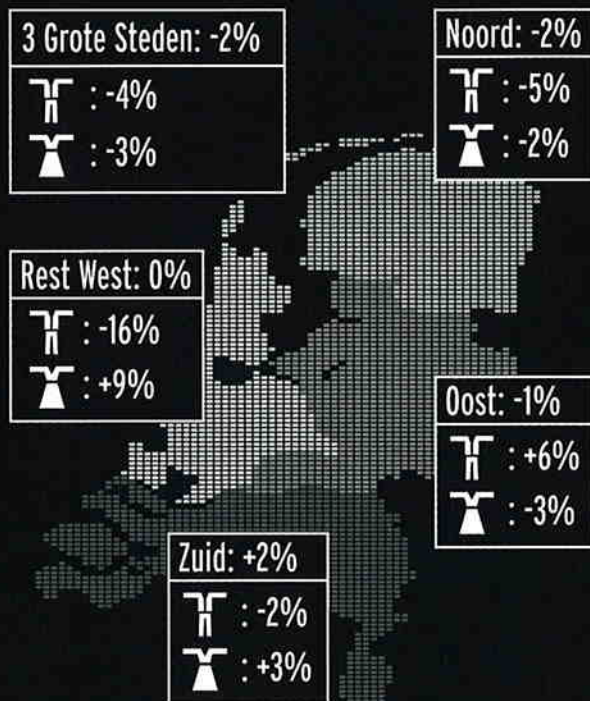 3 Grote Steden: -2%
: -4%
: -3%
Noord: -2%
: -5%
: -2%
Rest West: 0%
: -16%
: +9%
Oost: -1%
: +6%
: -3%
Zuid: +2%
: -2%
: +3%